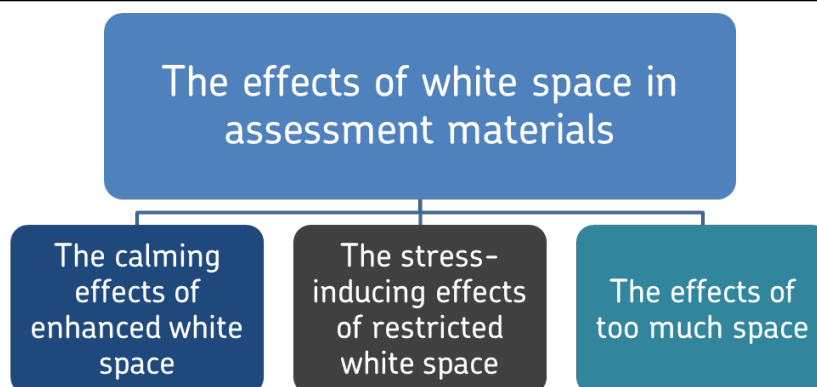 The effects of white space in
assessment materials
The calming
effects of
enhanced white
space
The stress-
inducing effects
of restricted
white space
The effects of
too much space